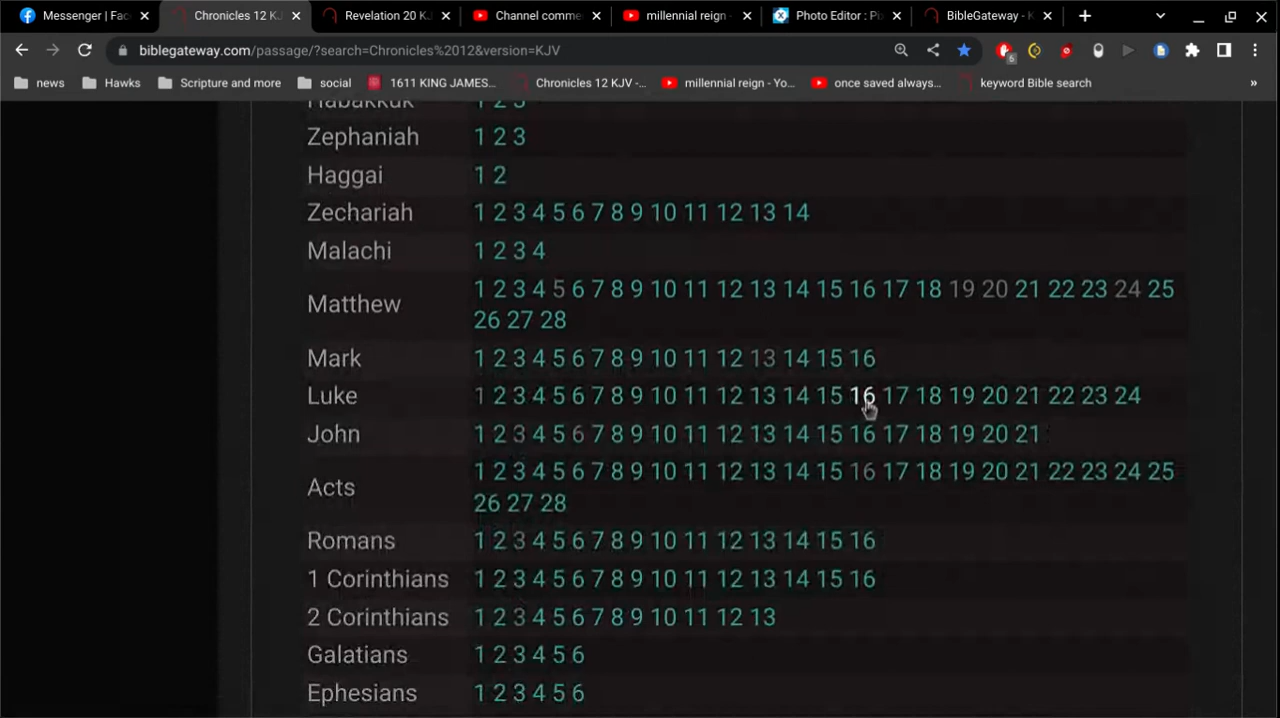 Messenger | Fac
Chronicles 12 KJ
Revelation 20 KJ
Channel comme
millennial reign -
Photo Editor : Pix
BibleGateway - K
biblegateway.com/passage/?search=Chronicles%2012&version=KJV
6
news
Hawks
Scripture and more
social
1611 KING JAMES...
Chronicles 12 KJV -...
millennial reign - Yo...
once saved always...
keyword Bible search
»
Habakkuk 1 2 3
Zephaniah 1 2 3
Haggai 1 2
Zechariah 1 2 3 4 5 6 7 8 9 10 11 12 13 14
Malachi 1 2 3 4
Matthew 1 2 3 4 5 6 7 8 9 10 11 12 13 14 15 16 17 18 19 20 21 22 23 24 25
26 27 28
Mark 1 2 3 4 5 6 7 8 9 10 11 12 13 14 15 16
Luke 1 2 3 4 5 6 7 8 9 10 11 12 13 14 15 16 17 18 19 20 21 22 23 24
John 1 2 3 4 5 6 7 8 9 10 11 12 13 14 15 16 17 18 19 20 21
Acts 1 2 3 4 5 6 7 8 9 10 11 12 13 14 15 16 17 18 19 20 21 22 23 24 25
26 27 28
Romans 1 2 3 4 5 6 7 8 9 10 11 12 13 14 15 16
1 Corinthians 1 2 3 4 5 6 7 8 9 10 11 12 13 14 15 16
2 Corinthians 1 2 3 4 5 6 7 8 9 10 11 12 13
Galatians 1 2 3 4 5 6
Ephesians 1 2 3 4 5 6